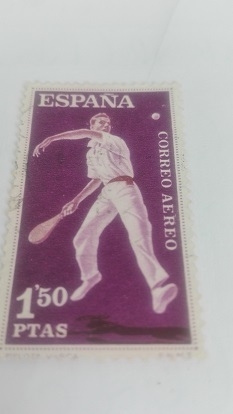 ESPAÑA
CORREO AEREO
1'50
PTAS
F.N.M.T.